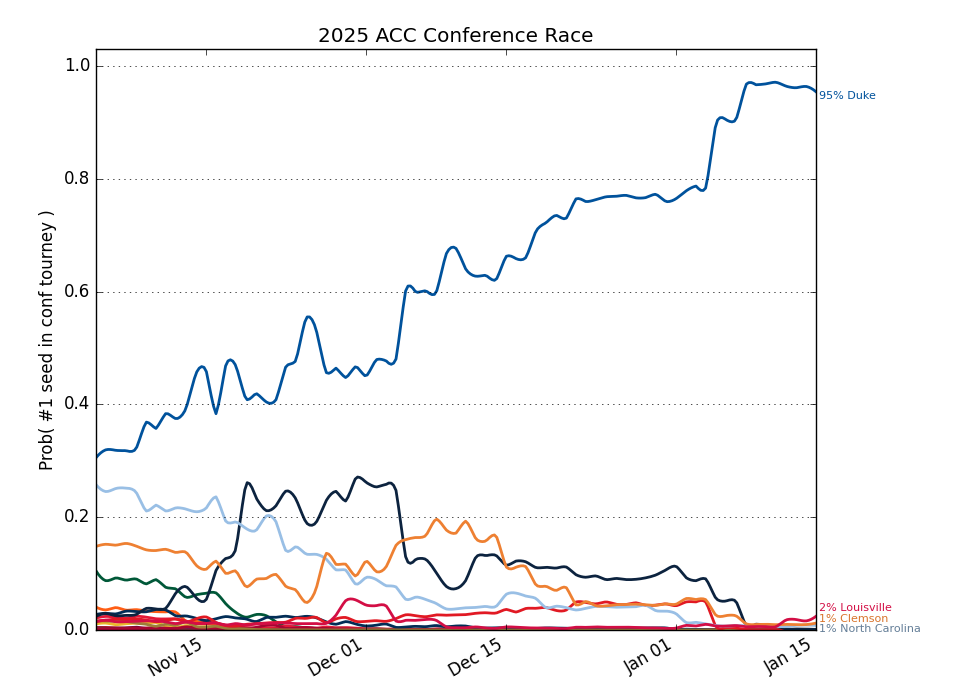 2025 ACC Conference Race
Prob( #1 seed in conf tourney )
1.0
0.8
0.6
0.4
0.2
0.0
95% Duke
2% Louisville
1% Clemson
1% North Carolina
Nov 15
Dec 01
Dec 15
Jan 01
Jan 15